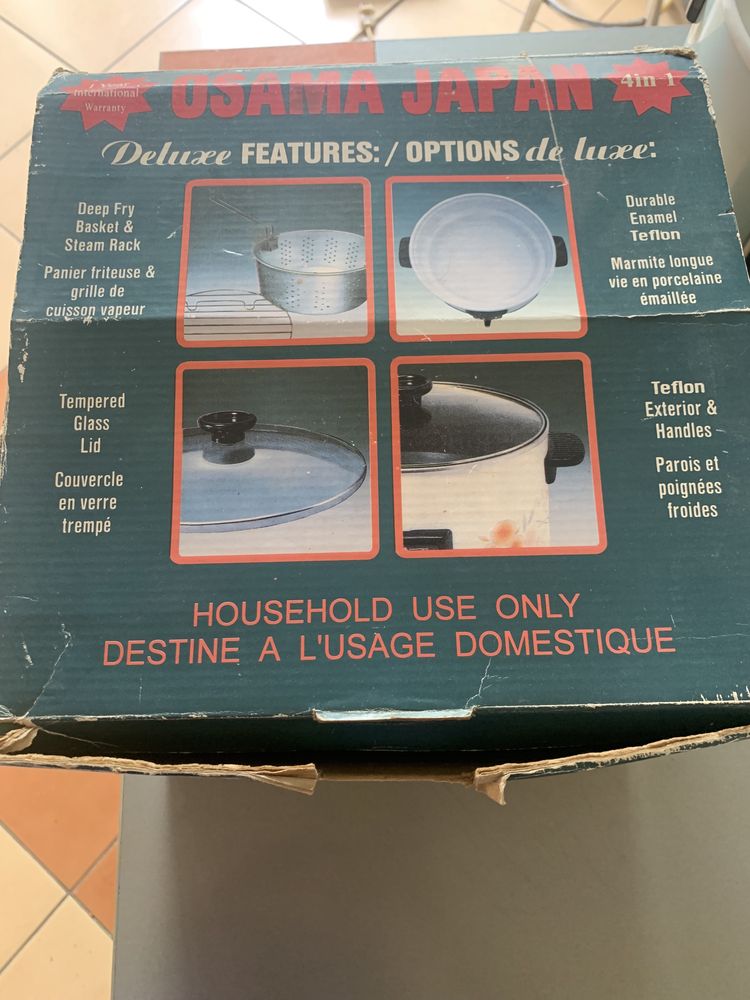 International
Warranty
OSAMA JAPAN
4 in 1
Deluxe FEATURES: / OPTIONS de luxe:
Deep Fry
Basket &
Steam Rack
Panier friteuse &
grille de
cuisson vapeur
Durable
Enamel
Teflon
Marmite longue
vie en porcelaine
émaillée
Tempered
Glass
Lid
Couvercle
en verre
trempé
Teflon
Exterior &
Handles
Parois et
poignées
froides
HOUSEHOLD USE ONLY
DESTINE A L'USAGE DOMESTIQUE